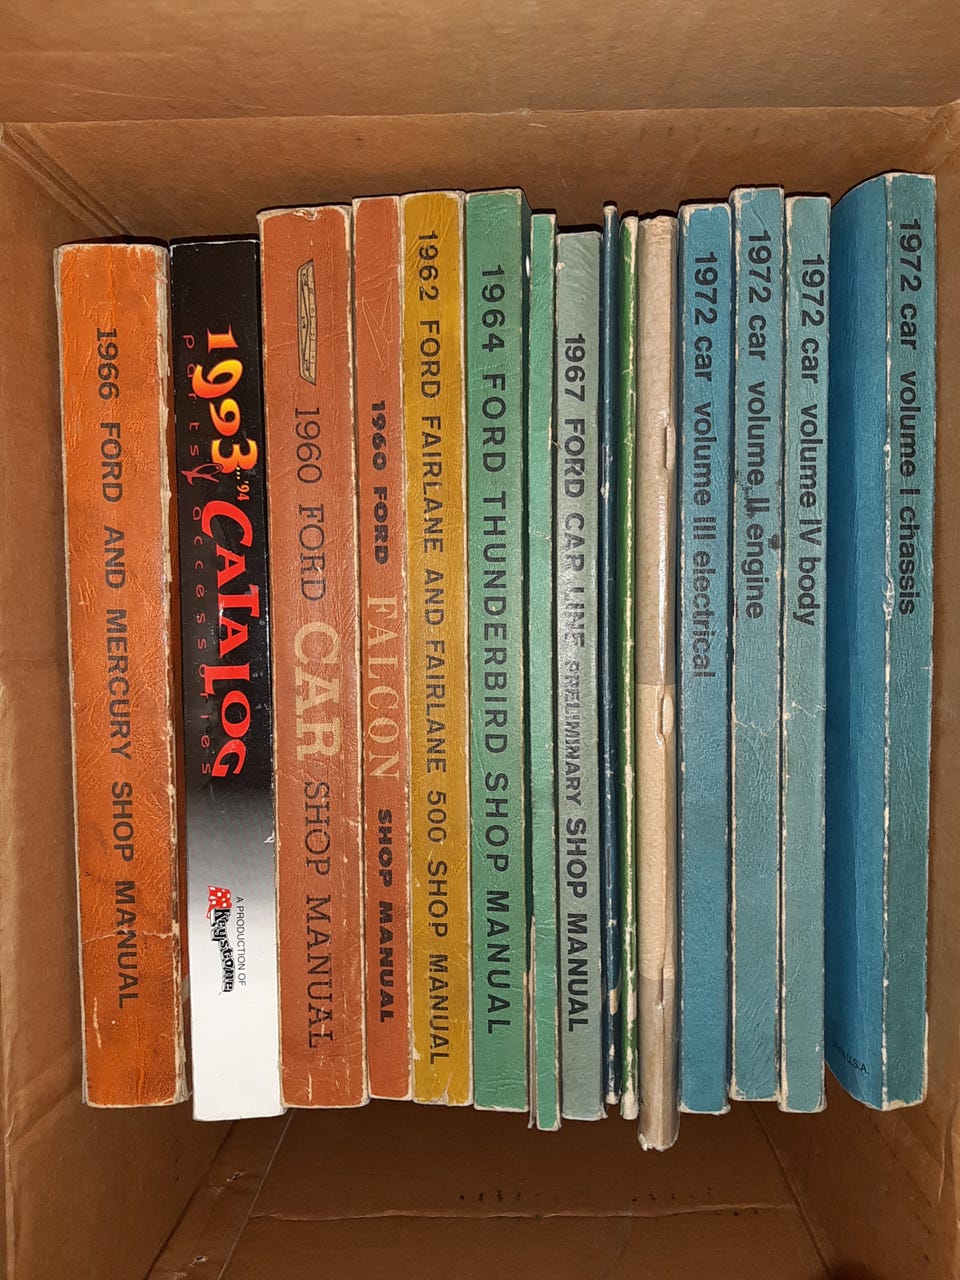 1966 FORD AND MERCURY SHOP MANUAL
1993...'94 CATALOG
parts & accessories
A PRODUCTION OF
Keystone
1960 FORD CAR SHOP MANUAL
1960 FORD FALCON SHOP MANUAL
1962 FORD FAIRLANE AND FAIRLANE 500 SHOP MANUAL
1964 FORD THUNDERBIRD SHOP MANUAL
1967 FORD CAR LINE PRELIMINARY SHOP MANUAL
1972 car volume III electrical
1972 car volume II engine
1972 car volume IV body
U.S.A.
1972 car volume I chassis